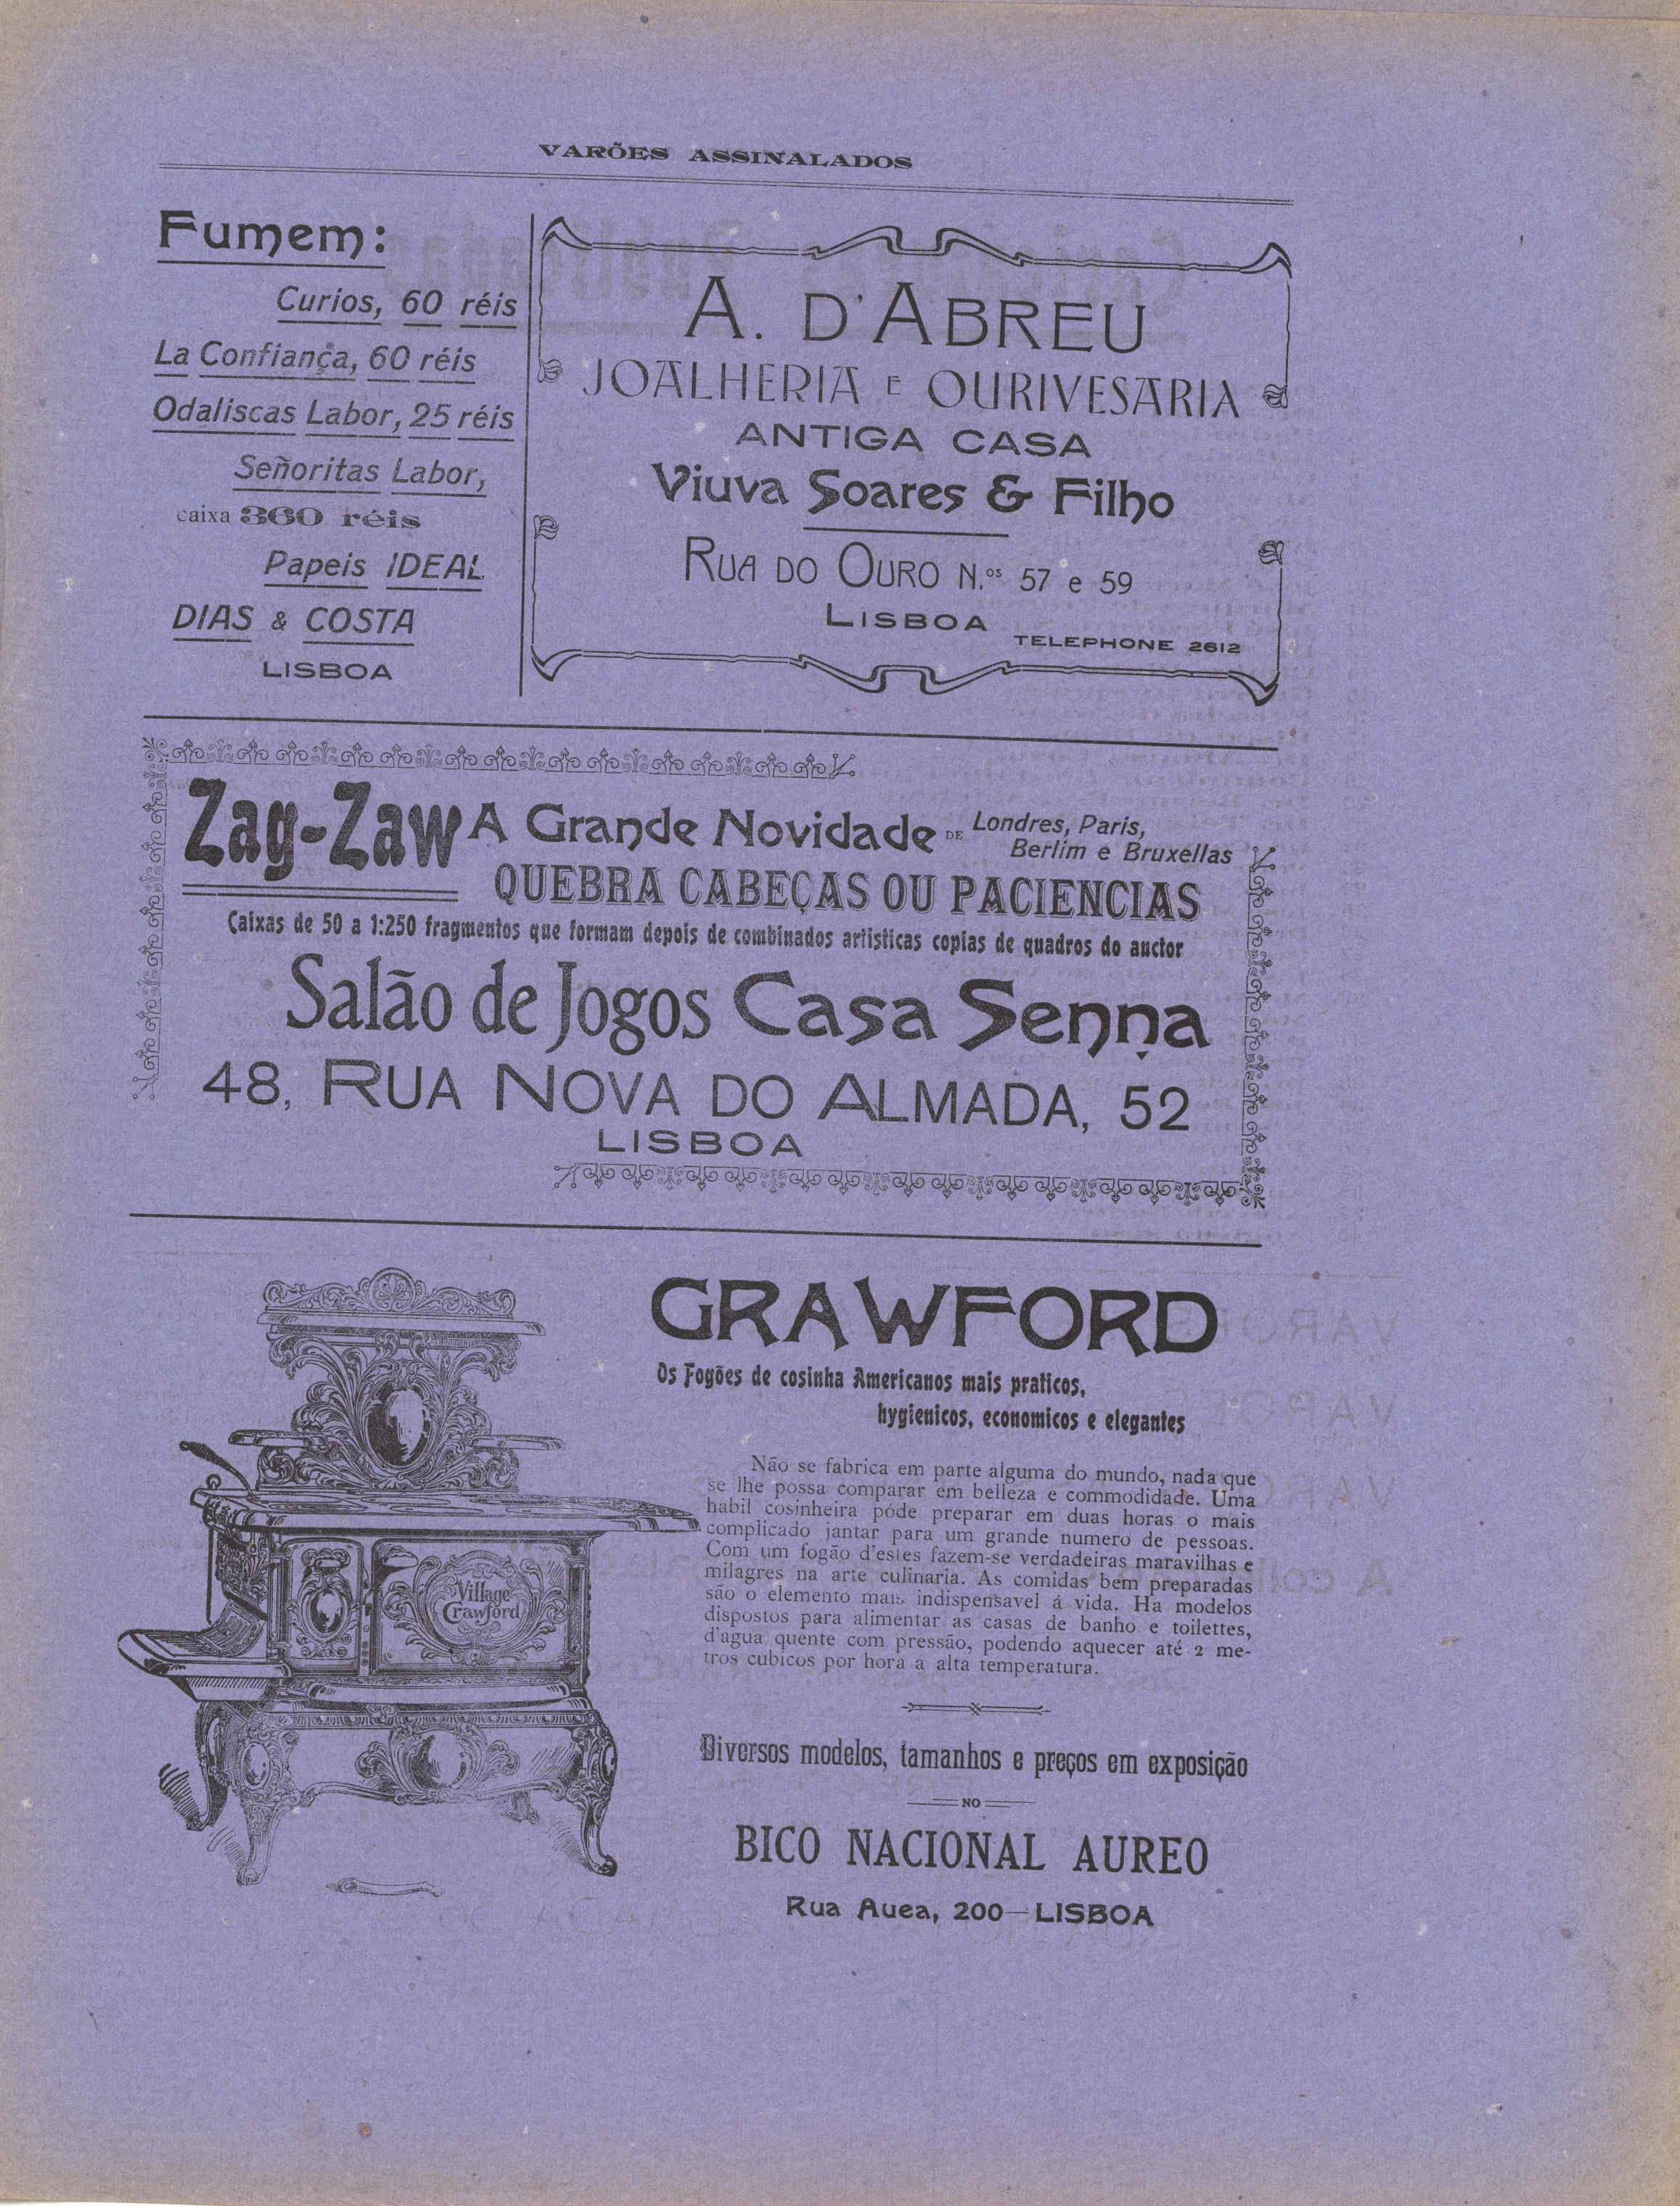 VARÕES ASSINALADOS
Fumem:
Curios, 60 réis
La Confiança, 60 réis
Odaliscas Labor, 25 réis
Señoritas Labor,
caixa 360 réis
Papeis IDEAL
DIAS & COSTA
LISBOA
A. D'ABREU
JOALHERIA E OURIVESARIA
ANTIGA CASA
Viuva Soares & Filho
RUA DO OURO N.os 57 e 59
LISBOA
TELEPHONE 2612
Zag-Zaw A Grande Novidade DE Londres, Paris,
Berlim e Bruxellas
QUEBRA CABEÇAS OU PACIENCIAS
Caixas de 50 a 1:250 fragmentos que formam depois de combinados artisticas copias de quadros do auctor
Salão de Jogos Casa Senna
48, RUA NOVA DO ALMADA, 52
LISBOA
GRAWFORD
Os Fogões de cosinha Americanos mais praticos,
hygienicos, economicos e elegantes
Não se fabrica em parte alguma do mundo, nada que
se lhe possa comparar em belleza e commodidade. Uma
habil cosinheira póde preparar em duas horas o mais
complicado jantar para um grande numero de pessoas.
Com um fogão d'estes fazem-se verdadeiras maravilhas e
milagres na arte culinaria. As comidas bem preparadas
são o elemento mais indispensavel á vida. Ha modelos
dispostos para alimentar as casas de banho e toilettes,
d'agua quente com pressão, podendo aquecer até 2 me-
tros cubicos por hora a alta temperatura.
Village
Crawford
Diversos modelos, tamanhos e preços em exposição
NO
BICO NACIONAL AUREO
Rua Auea, 200—LISBOA